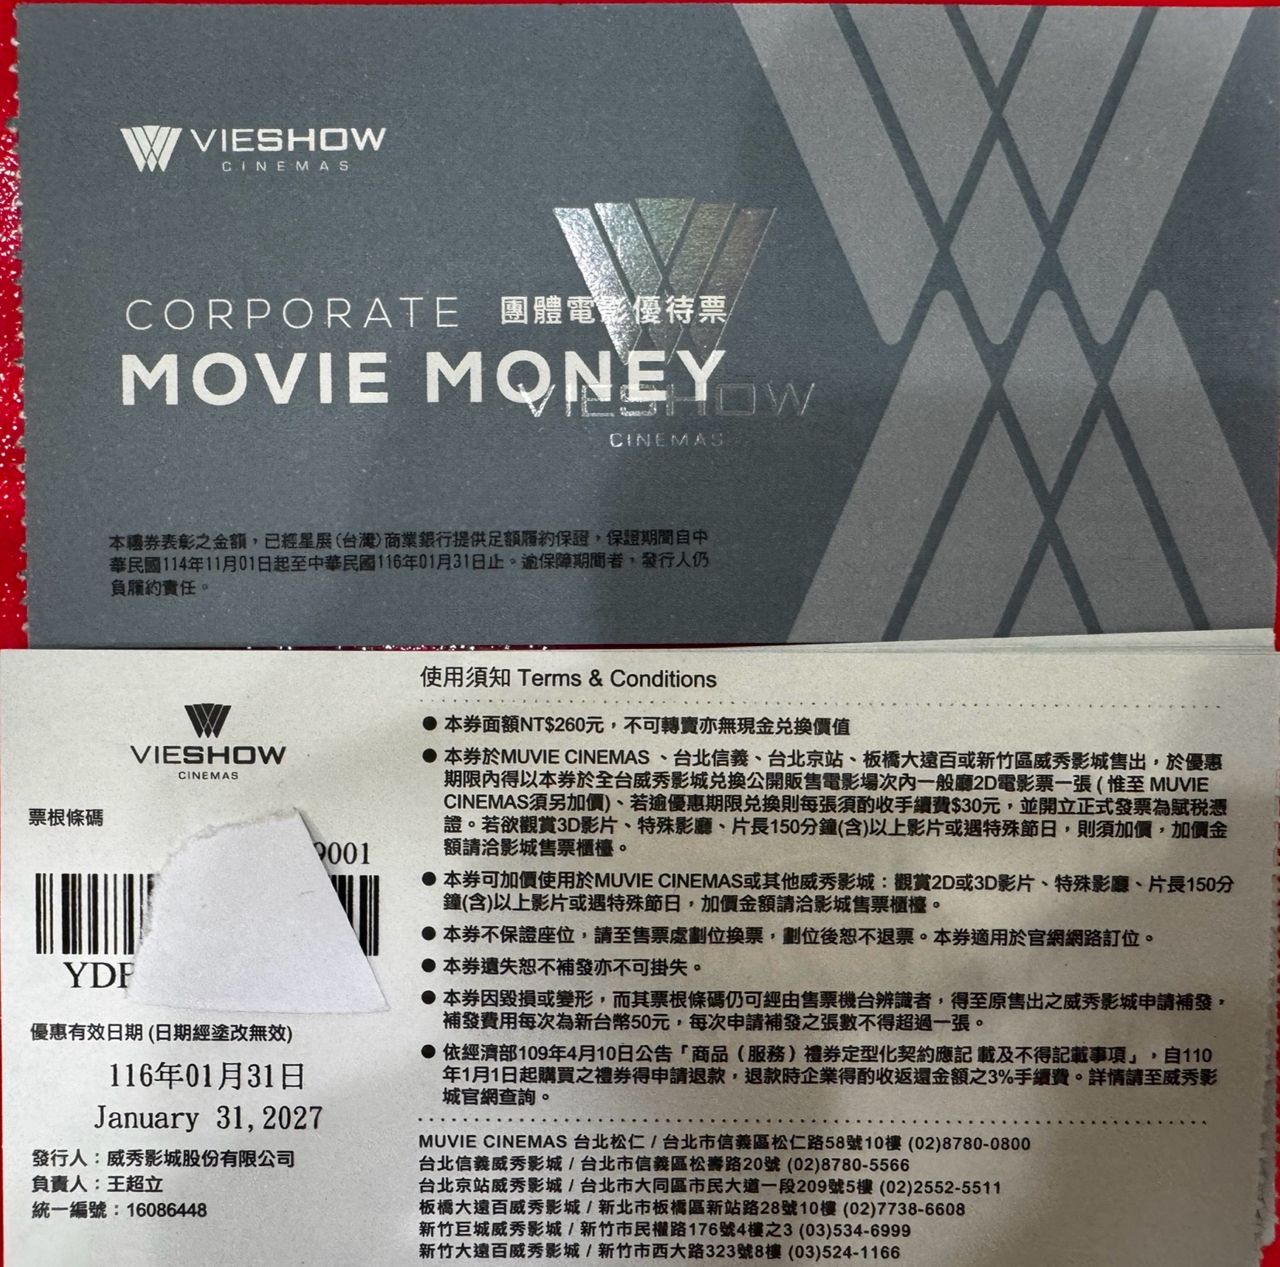 VIESHOW
CINEMAS
CORPORATE 團體電影優待票
MOVIE MONEY
VIESHOW
CINEMAS
本禮券表彰之金額,已經星展(台灣)商業銀行提供足額履約保證,保證期間自中
華民國114年11月01日起至中華民國116年01月31日止。逾保障期間者,發行人仍
負履約責任。
VIESHOW
CINEMAS
票根條碼
9001
YDF
優惠有效日期 (日期經塗改無效)
116年01月31日
January 31, 2027
發行人:威秀影城股份有限公司
負責人:王超立
統一編號:16086448
使用須知 Terms & Conditions
● 本券面額NT$260元,不可轉賣亦無現金兌換價值
● 本券於MUVIE CINEMAS 、台北信義、台北京站、板橋大遠百或新竹區威秀影城售出,於優惠
期限內得以本券於全台威秀影城兌換公開販售電影場次內一般廳2D電影票一張 ( 惟至 MUVIE
CINEMAS須另加價)、若逾優惠期限兌換則每張須酌收手續費$30元,並開立正式發票為賦稅憑
證。若欲觀賞3D影片、特殊影廳、片長150分鐘(含)以上影片或遇特殊節日,則須加價,加價金
額請洽影城售票櫃檯。
● 本券可加價使用於MUVIE CINEMAS或其他威秀影城:觀賞2D或3D影片、特殊影廳、片長150分
鐘(含)以上影片或遇特殊節日,加價金額請洽影城售票櫃檯。
● 本券不保證座位,請至售票處劃位換票,劃位後恕不退票。本券適用於官網網路訂位。
● 本券遺失恕不補發亦不可掛失。
● 本券因毀損或變形,而其票根條碼仍可經由售票機台辨識者,得至原售出之威秀影城申請補發,
補發費用每次為新台幣50元,每次申請補發之張數不得超過一張。
● 依經濟部109年4月10日公告「商品(服務)禮券定型化契約應記 載及不得記載事項」,自110
年1月1日起購買之禮券得申請退款,退款時企業得酌收返還金額之3%手續費。詳情請至威秀影
城官網查詢。
MUVIE CINEMAS 台北松仁 / 台北市信義區松仁路58號10樓 (02)8780-0800
台北信義威秀影城 / 台北市信義區松壽路20號 (02)8780-5566
台北京站威秀影城 / 台北市大同區市民大道一段209號5樓 (02)2552-5511
板橋大遠百威秀影城 / 新北市板橋區新站路28號10樓 (02)7738-6608
新竹巨城威秀影城 / 新竹市民權路176號4樓之3 (03)534-6999
新竹大遠百威秀影城 / 新竹市西大路323號8樓 (03)524-1166